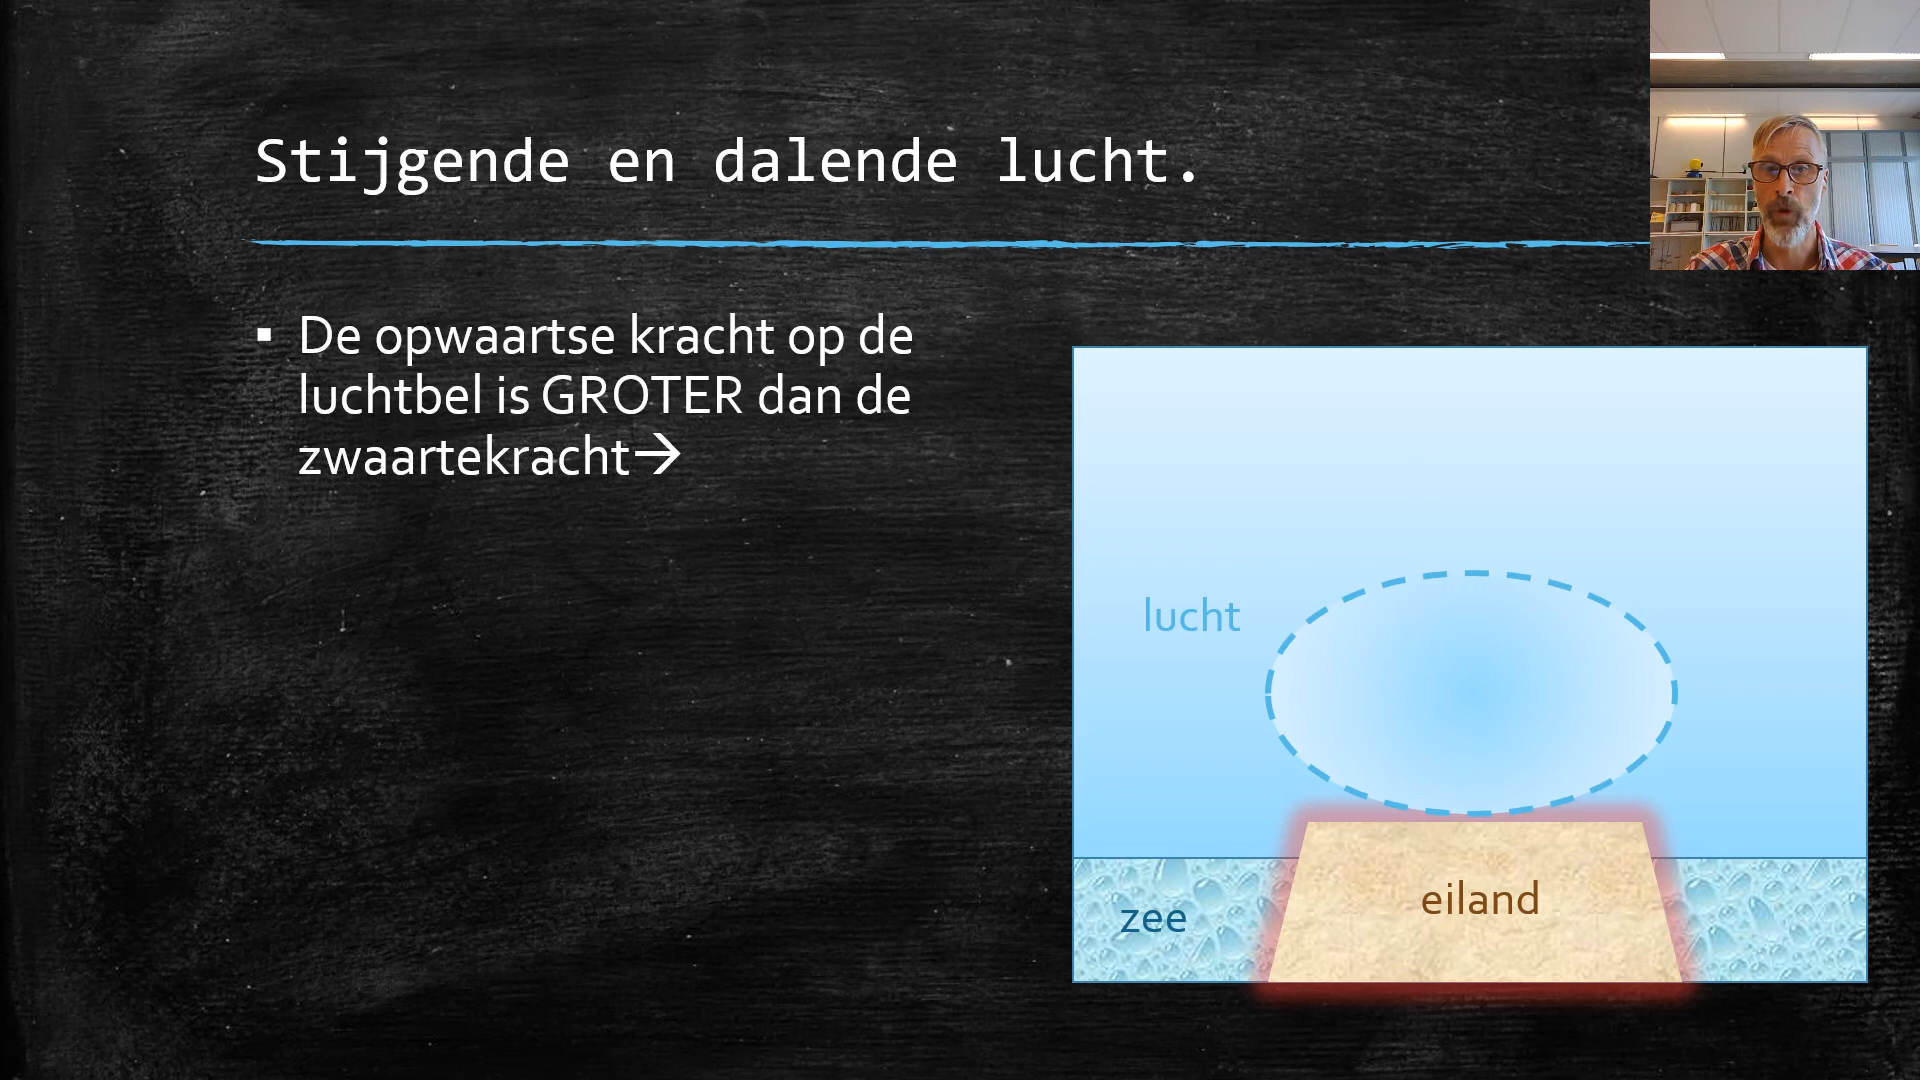 Stijgende en dalende lucht.
▪ De opwaartse kracht op de
luchtbel is GROTER dan de
zwaartekracht→
lucht
eiland
zee